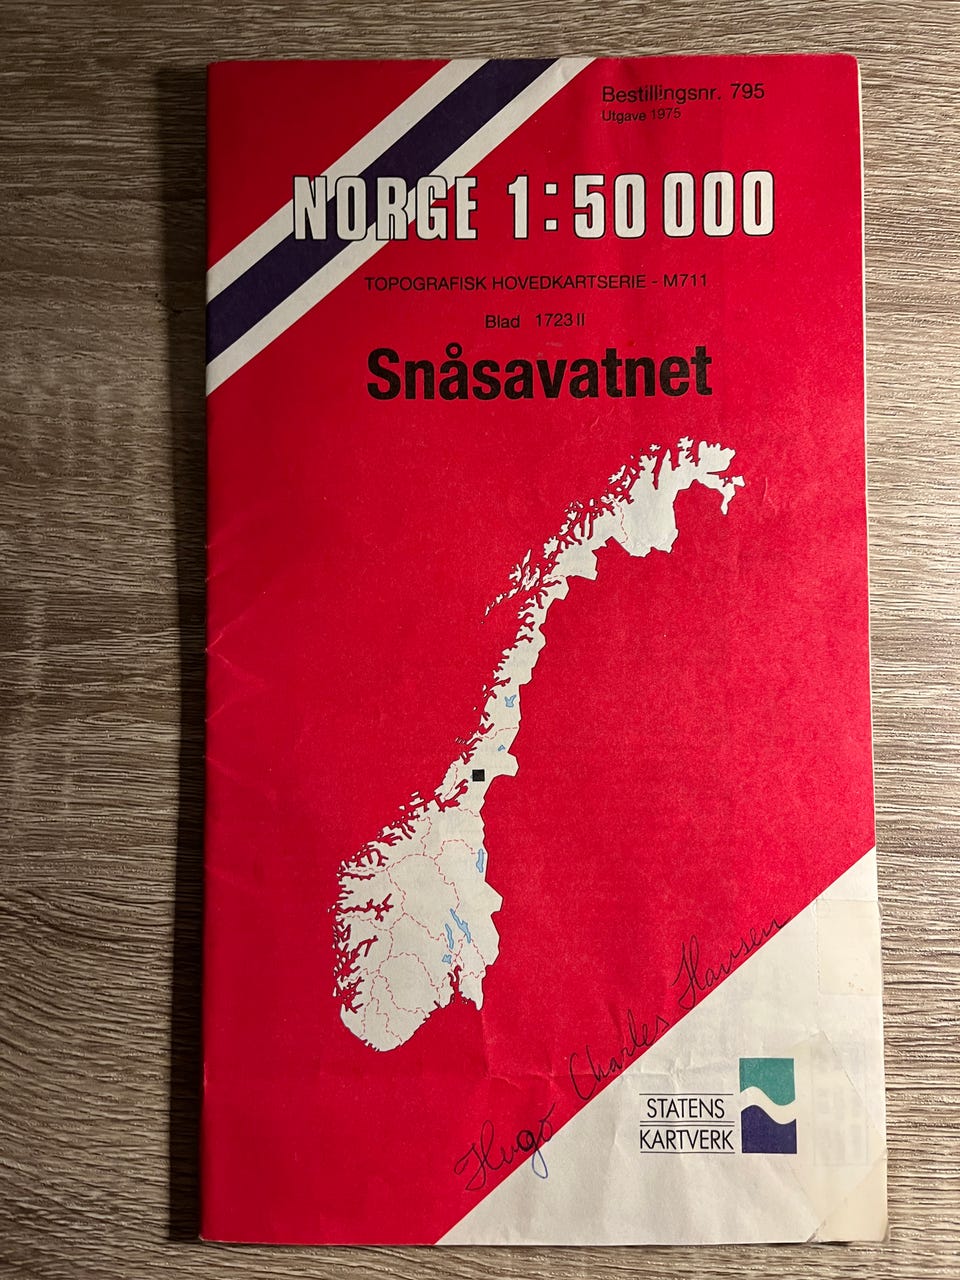 Bestillingsnr. 795
Utgave 1975
NORGE 1:50 000
TOPOGRAFISK HOVEDKARTSERIE - M711
Blad 1723 II
Snåsavatnet
Hugo Charles Hansen
STATENS
KARTVERK